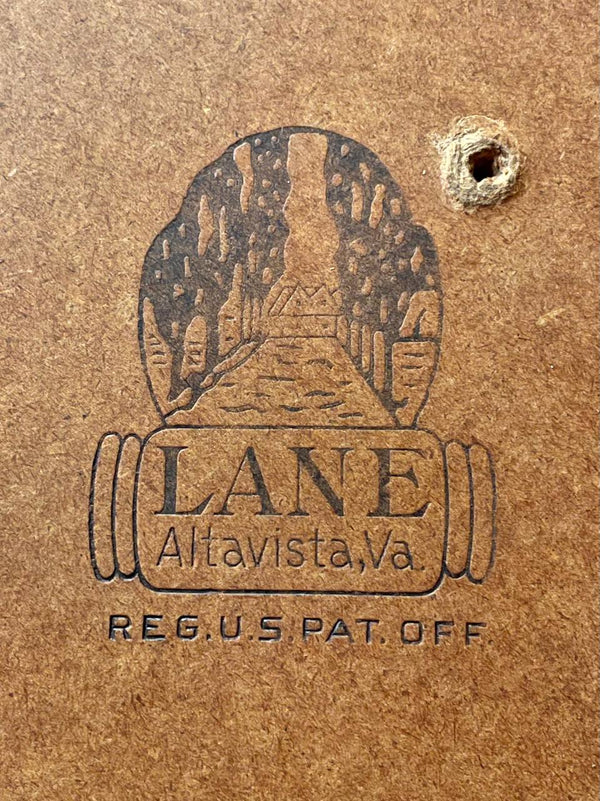 LANE
Altavista, Va.
REG. U.S. PAT. OFF.